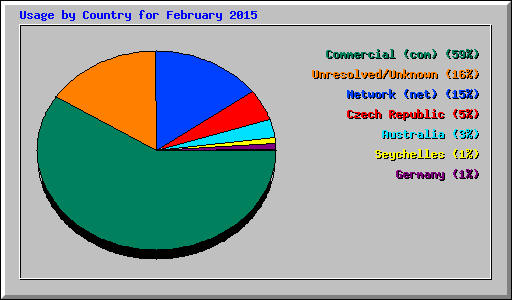 Usage by Country for February 2015
Commercial (com) (59%)
Unresolved/Unknown (16%)
Network (net) (15%)
Czech Republic (5%)
Australia (3%)
Seychelles (1%)
Germany (1%)